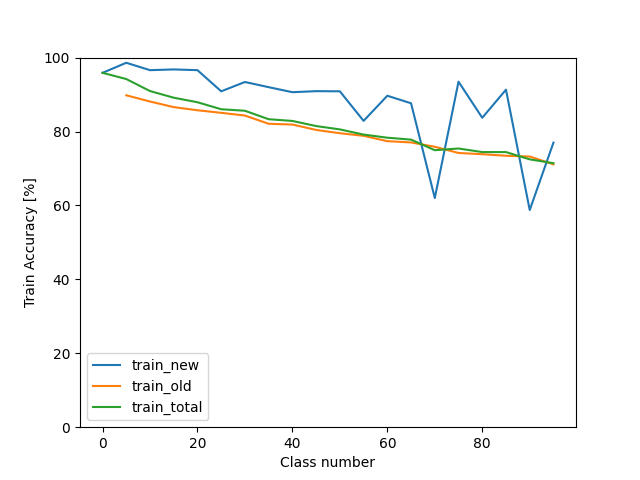 100
80
60
40
20
0
Train Accuracy [%]
train_new
train_old
train_total
0 20 40 60 80
Class number